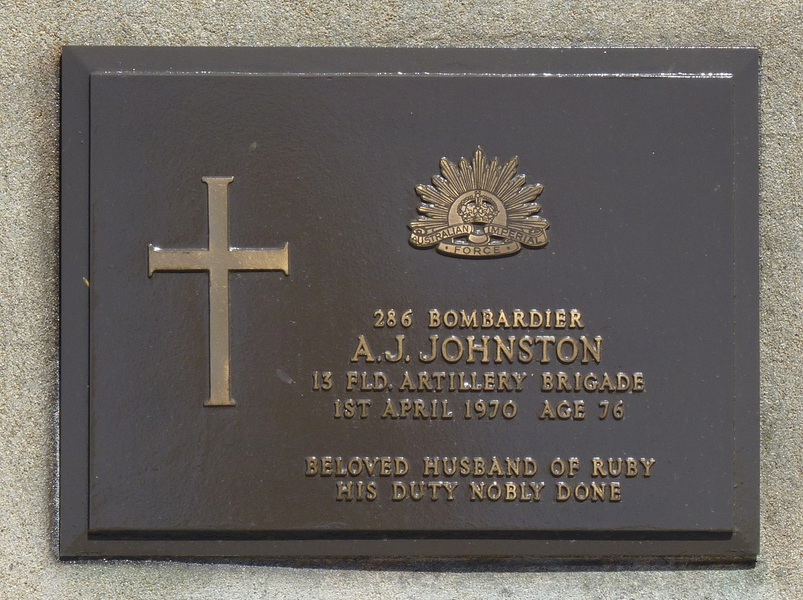 AUSTRALIAN IMPERIAL
FORCE
286 BOMBARDIER
A.J. JOHNSTON
13 FLD. ARTILLERY BRIGADE
1ST APRIL 1970 AGE 76
BELOVED HUSBAND OF RUBY
HIS DUTY NOBLY DONE